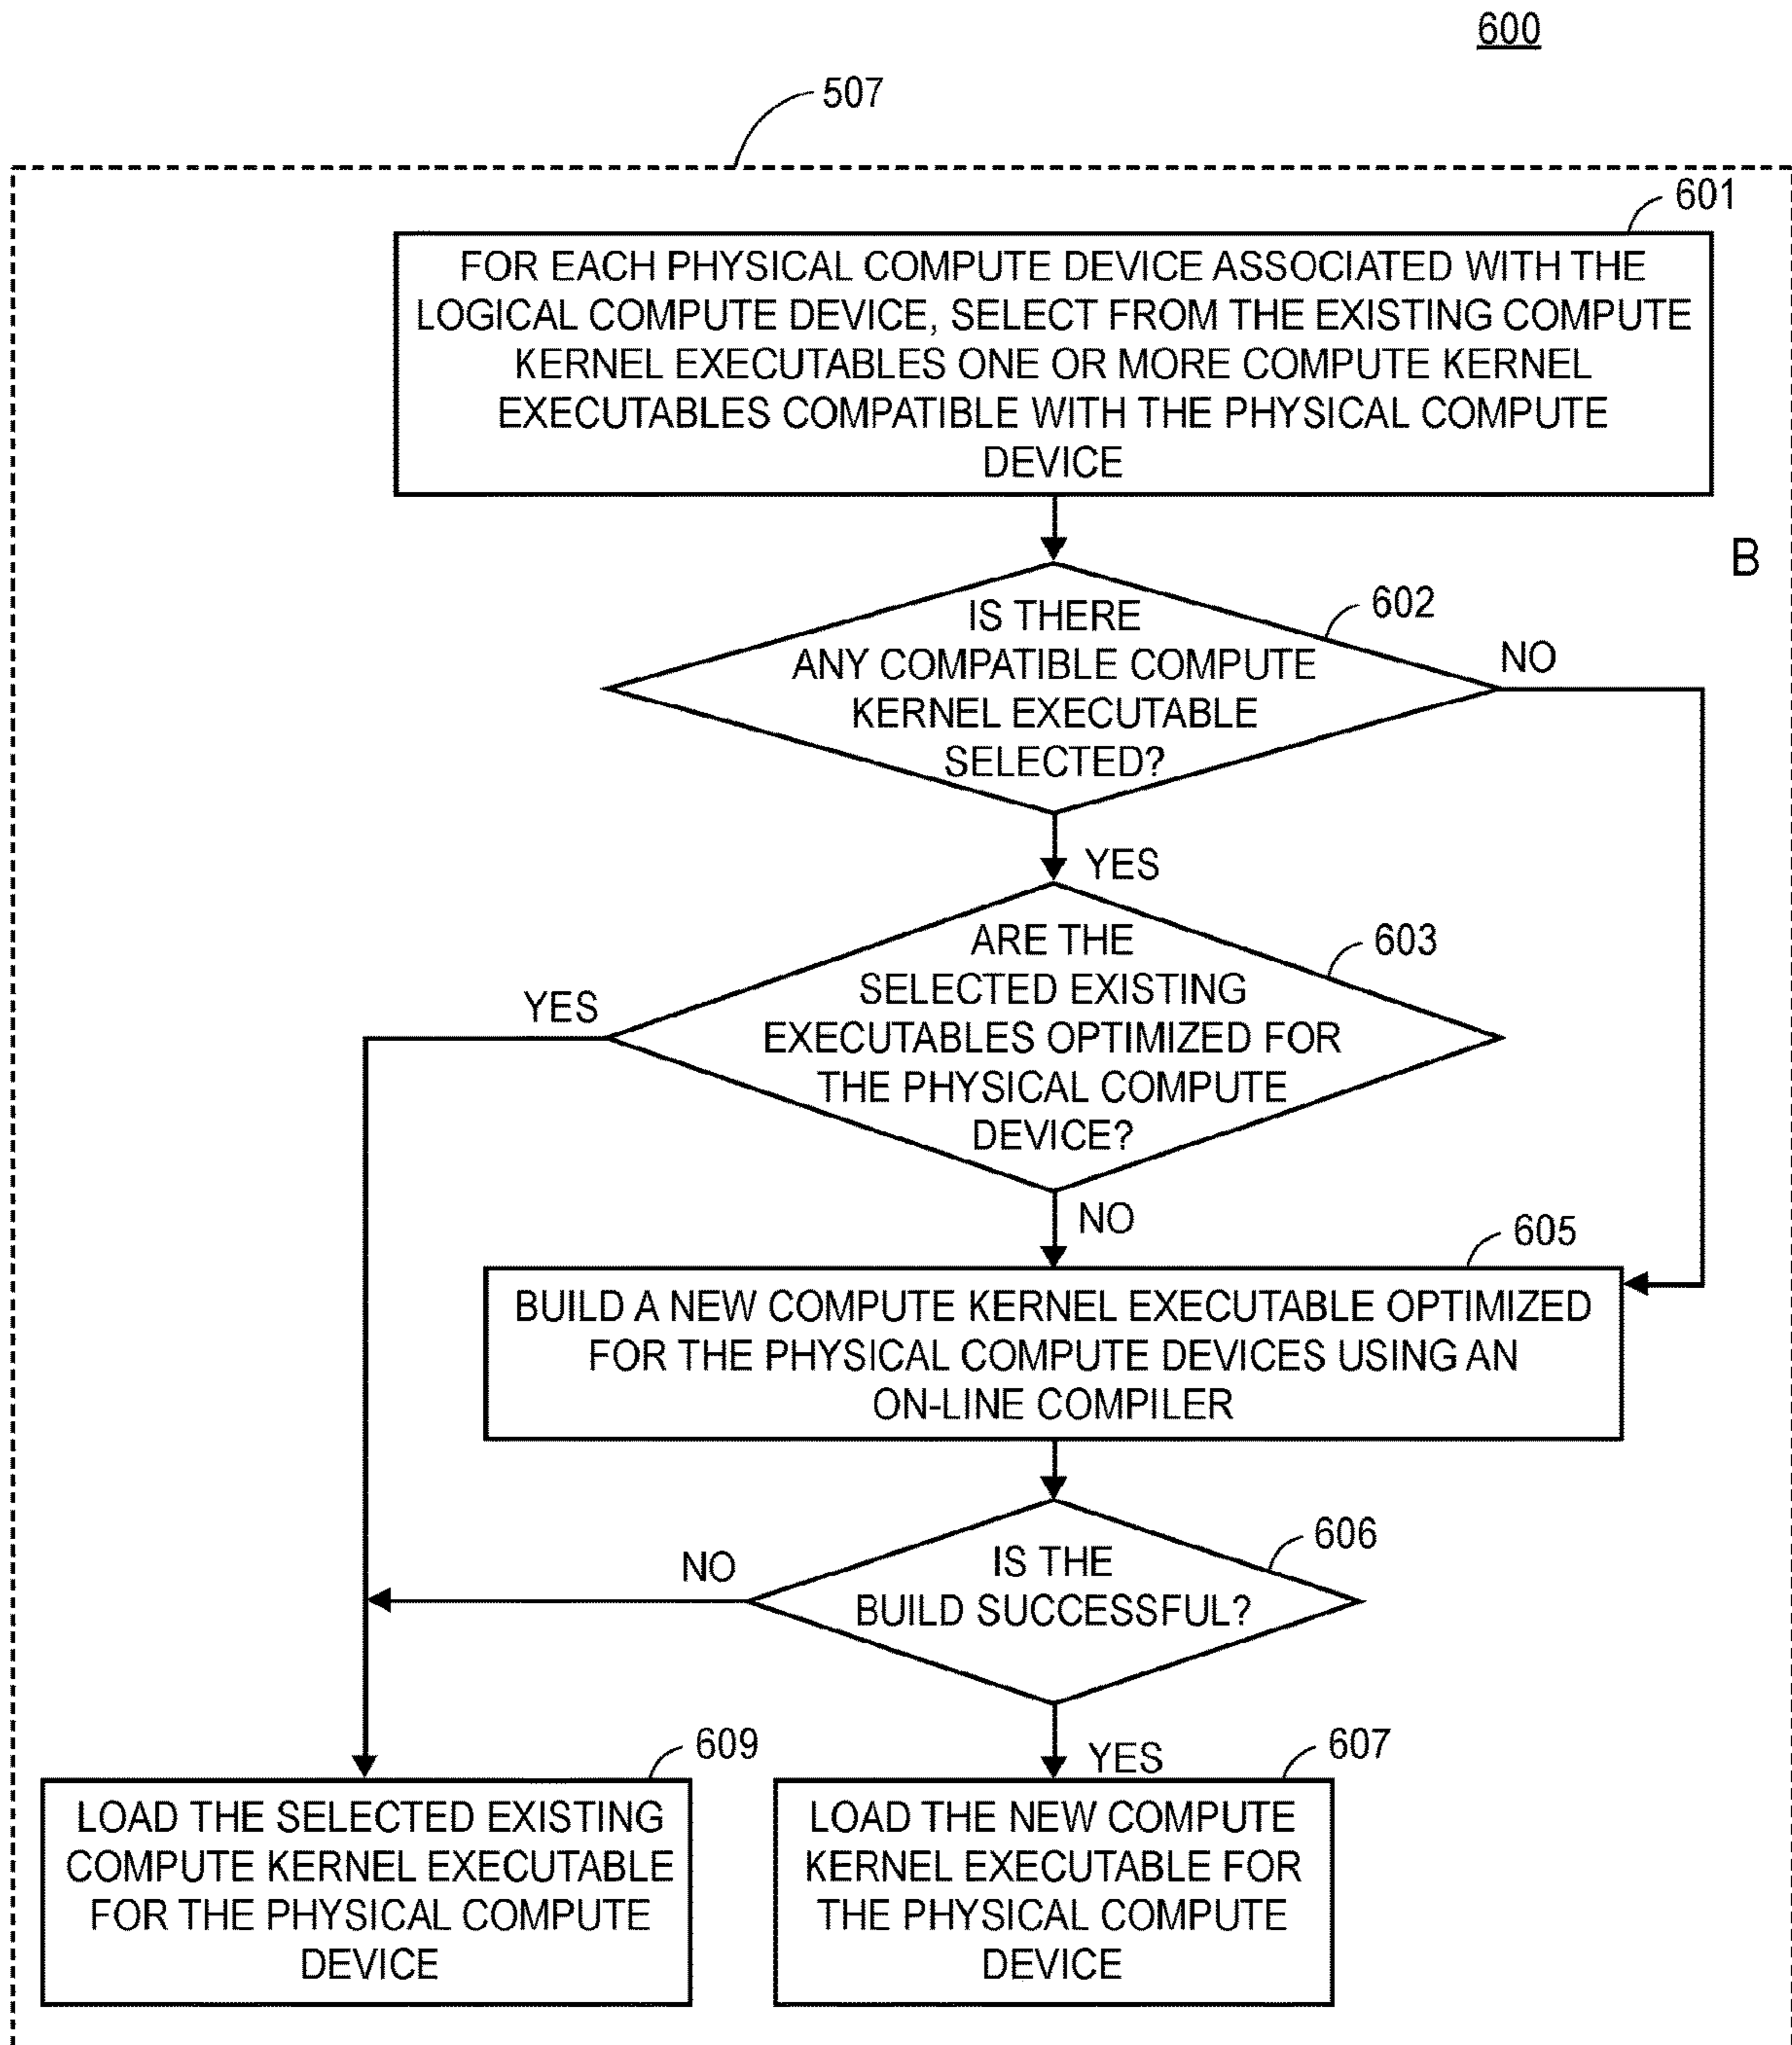 600
507
601
FOR EACH PHYSICAL COMPUTE DEVICE ASSOCIATED WITH THE
LOGICAL COMPUTE DEVICE, SELECT FROM THE EXISTING COMPUTE
KERNEL EXECUTABLES ONE OR MORE COMPUTE KERNEL
EXECUTABLES COMPATIBLE WITH THE PHYSICAL COMPUTE
DEVICE
B
602
IS THERE
ANY COMPATIBLE COMPUTE
KERNEL EXECUTABLE
SELECTED?
NO
YES
603
ARE THE
SELECTED EXISTING
EXECUTABLES OPTIMIZED FOR
THE PHYSICAL COMPUTE
DEVICE?
YES
NO
605
BUILD A NEW COMPUTE KERNEL EXECUTABLE OPTIMIZED
FOR THE PHYSICAL COMPUTE DEVICES USING AN
ON-LINE COMPILER
606
IS THE
BUILD SUCCESSFUL?
NO
YES
609
LOAD THE SELECTED EXISTING
COMPUTE KERNEL EXECUTABLE
FOR THE PHYSICAL COMPUTE
DEVICE
607
LOAD THE NEW COMPUTE
KERNEL EXECUTABLE FOR
THE PHYSICAL COMPUTE
DEVICE